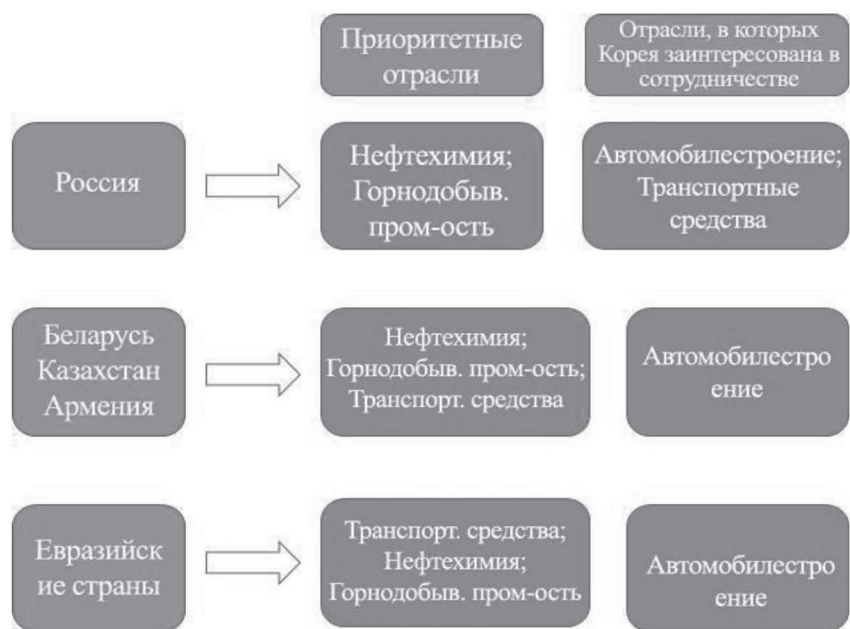 Приоритетные
отрасли
Отрасли, в которых
Корея заинтересована в
сотрудничестве
Россия
Нефтехимия;
Горнодобыв.
пром-ость
Автомобилестроение;
Транспортные
средства
Беларусь
Казахстан
Армения
Нефтехимия;
Горнодобыв. пром-ость;
Транспорт. средства
Автомобилестро
ение
Евразийск
ие страны
Транспорт. средства;
Нефтехимия;
Горнодобыв. пром-ость
Автомобилестро
ение